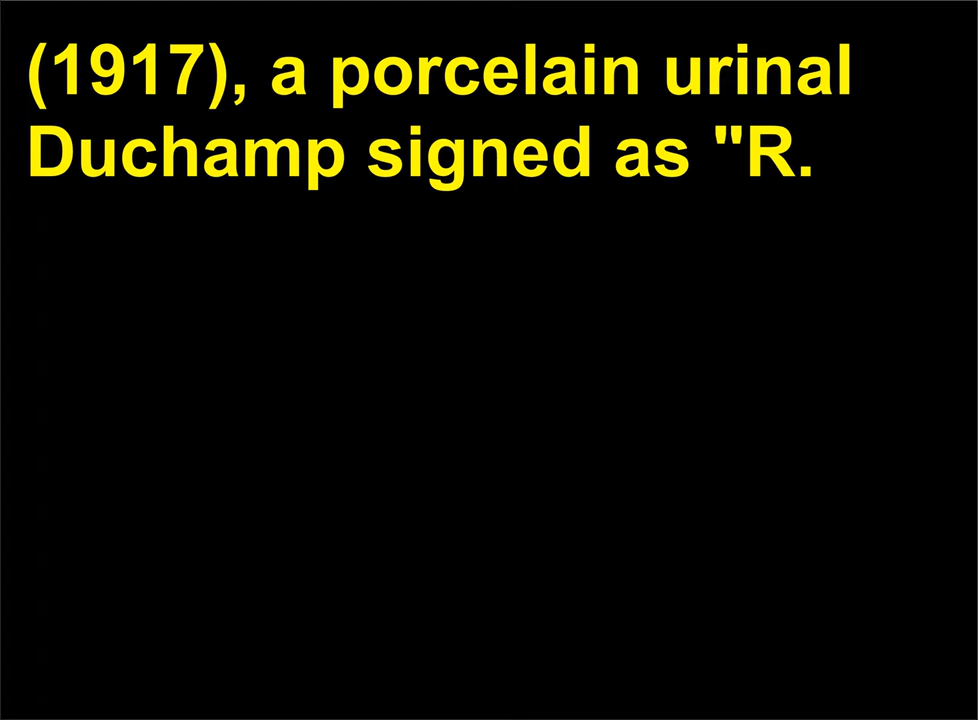 (1917), a porcelain urinal
Duchamp signed as "R.